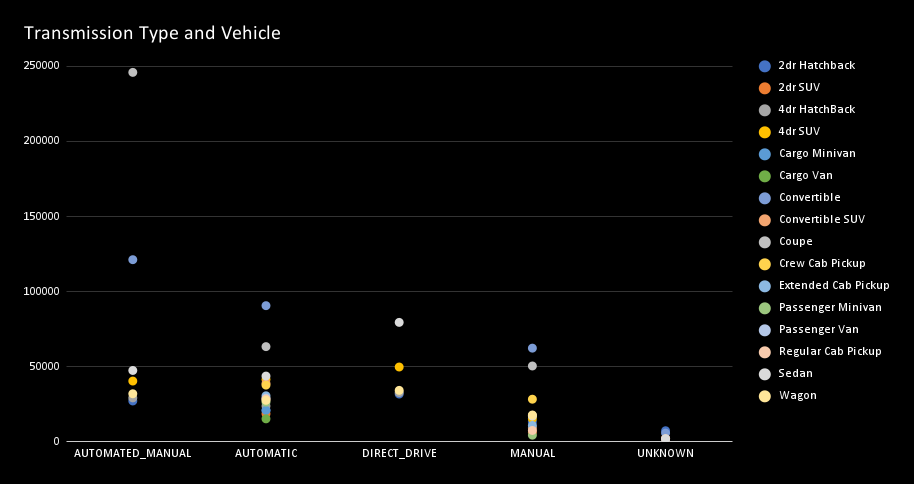 Transmission Type and Vehicle
250000
200000
150000
100000
50000
0
AUTOMATED_MANUAL AUTOMATIC DIRECT_DRIVE MANUAL UNKNOWN
2dr Hatchback
2dr SUV
4dr HatchBack
4dr SUV
Cargo Minivan
Cargo Van
Convertible
Convertible SUV
Coupe
Crew Cab Pickup
Extended Cab Pickup
Passenger Minivan
Passenger Van
Regular Cab Pickup
Sedan
Wagon